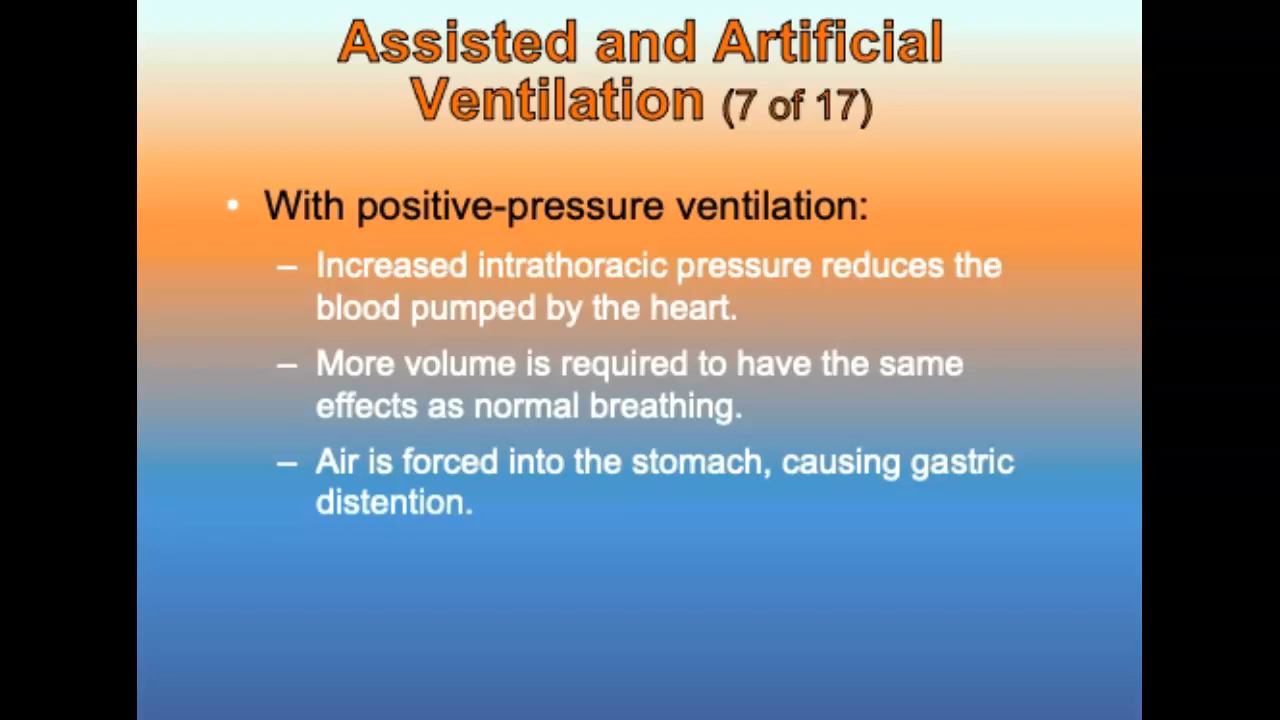 Assisted and Artificial
Ventilation (7 of 17)
• With positive-pressure ventilation:
– Increased intrathoracic pressure reduces the
blood pumped by the heart.
– More volume is required to have the same
effects as normal breathing.
– Air is forced into the stomach, causing gastric
distention.